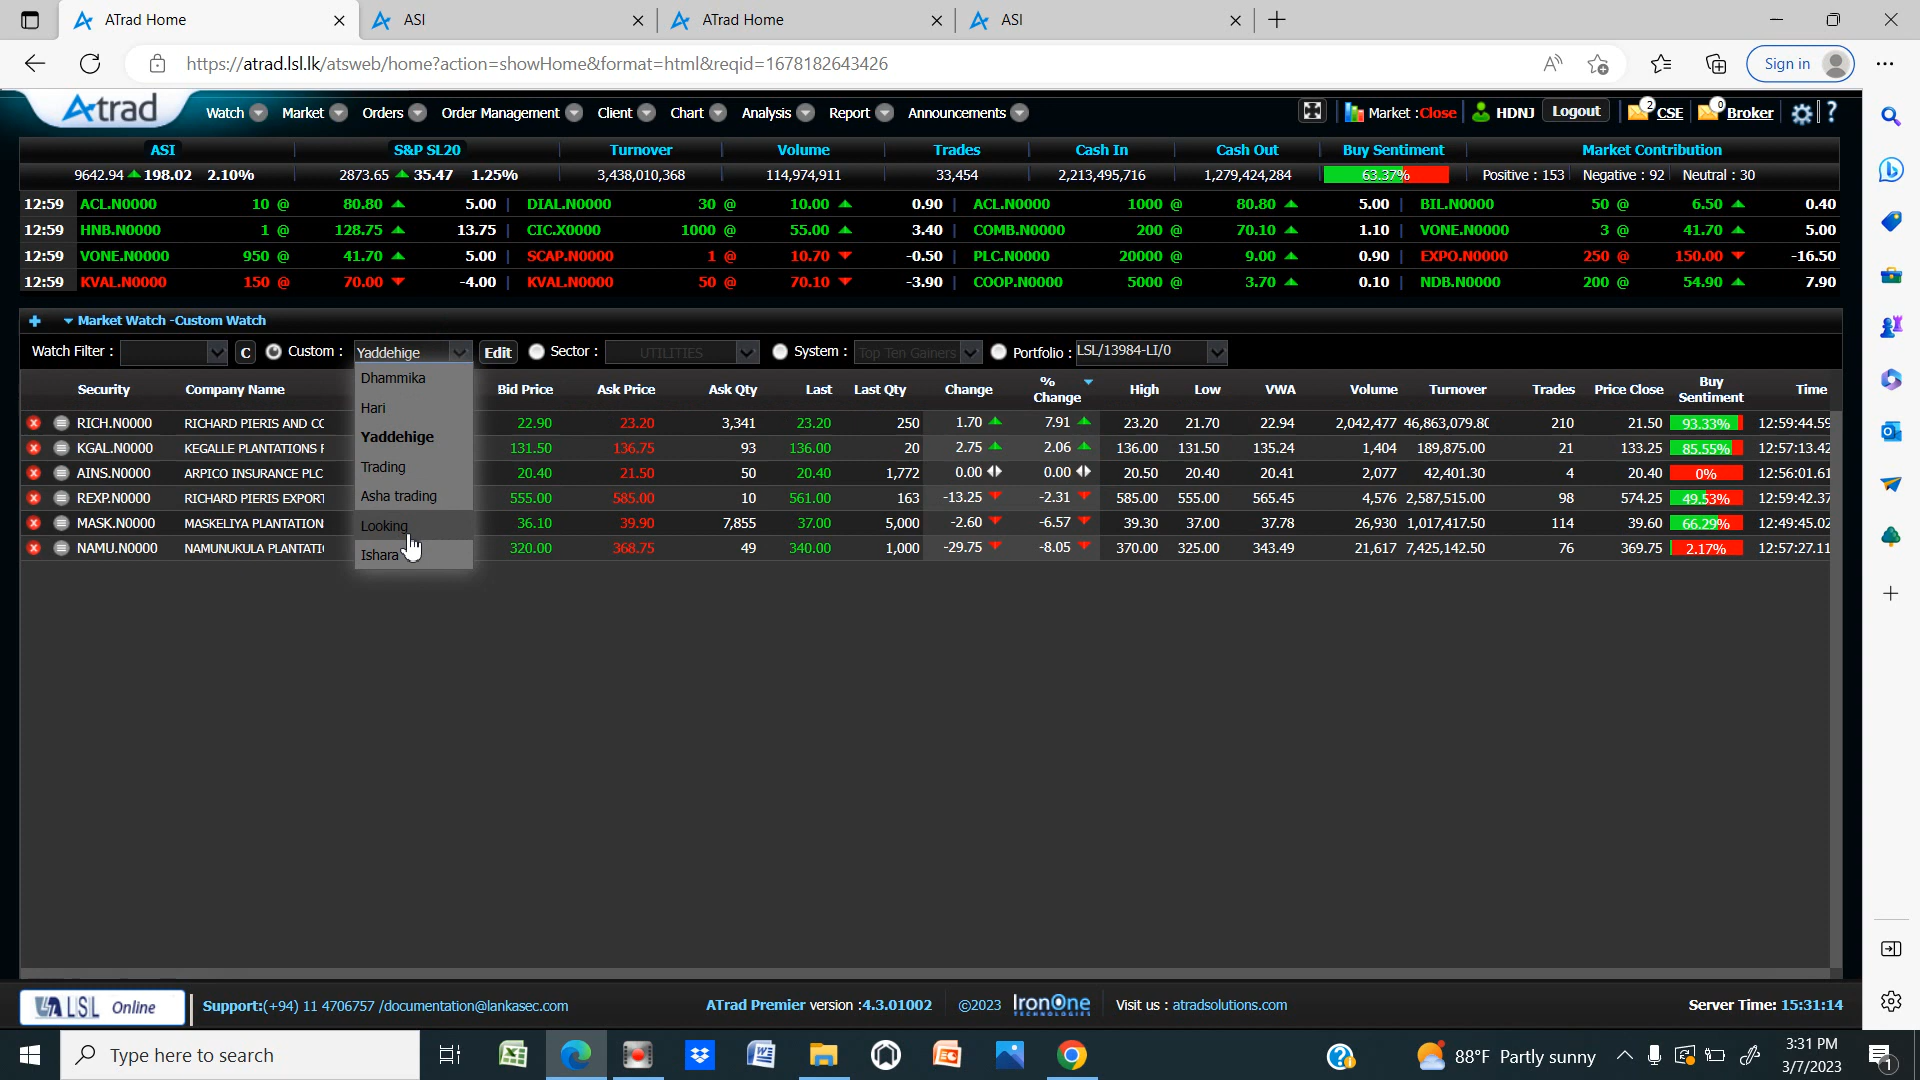 ATrad Home
ASI
ATrad Home
ASI
https://atrad.lsl.lk/atsweb/home?action=showHome&format=html&reqid=1678182643426
Sign in
Atrad Watch Market Orders Order Management Client Chart Analysis Report Announcements Market :Close HDNJ Logout 2 CSE 0 Broker ?
ASI S&P SL20 Turnover Volume Trades Cash In Cash Out Buy Sentiment Market Contribution
9642.94 198.02 2.10% 2873.65 35.47 1.25% 3,438,010,368 114,974,911 33,454 2,213,495,716 1,279,424,284 63.37% Positive : 153 Negative : 92 Neutral : 30
12:59 ACL.N0000 10 @ 80.80 5.00 DIAL.N0000 30 @ 10.00 0.90 ACL.N0000 1000 @ 80.80 5.00 BIL.N0000 50 @ 6.50 0.40
12:59 HNB.N0000 1 @ 128.75 13.75 CIC.X0000 1000 @ 55.00 3.40 COMB.N0000 200 @ 70.10 1.10 VONE.N0000 3 @ 41.70 5.00
12:59 VONE.N0000 950 @ 41.70 5.00 SCAP.N0000 1 @ 10.70 -0.50 PLC.N0000 20000 @ 9.00 0.90 EXPO.N0000 250 @ 150.00 -16.50
12:59 KVAL.N0000 150 @ 70.00 -4.00 KVAL.N0000 50 @ 70.10 -3.90 COOP.N0000 5000 @ 3.70 0.10 NDB.N0000 200 @ 54.90 7.90
Market Watch -Custom Watch
Watch Filter : C Custom : Yaddehige Edit Sector : UTILITIES System : Top Ten Gainers Portfolio : LSL/13984-LI/0
Security Company Name Bid Price Ask Price Ask Qty Last Last Qty Change % Change High Low VWA Volume Turnover Trades Price Close Buy Sentiment Time
Dhammika
Hari
Yaddehige
Trading
Asha trading
Looking
Ishara
RICH.N0000 RICHARD PIERIS AND CC 22.90 23.20 3,341 23.20 250 1.70 7.91 23.20 21.70 22.94 2,042,477 46,863,079.80 210 21.50 93.33% 12:59:44.59
KGAL.N0000 KEGALLE PLANTATIONS F 131.50 136.75 93 136.00 20 2.75 2.06 136.00 131.50 135.24 1,404 189,875.00 21 133.25 85.55% 12:57:13.42
AINS.N0000 ARPICO INSURANCE PLC 20.40 21.50 50 20.40 1,772 0.00 0.00 20.50 20.40 20.41 2,077 42,401.30 4 20.40 0% 12:56:01.61
REXP.N0000 RICHARD PIERIS EXPORT 555.00 585.00 10 561.00 163 -13.25 -2.31 585.00 555.00 565.45 4,576 2,587,515.00 98 574.25 49.53% 12:59:42.37
MASK.N0000 MASKELIYA PLANTATION 36.10 39.90 7,855 37.00 5,000 -2.60 -6.57 39.30 37.00 37.78 26,930 1,017,417.50 114 39.60 66.29% 12:49:45.02
NAMU.N0000 NAMUNUKULA PLANTATI 320.00 368.75 49 340.00 1,000 -29.75 -8.05 370.00 325.00 343.49 21,617 7,425,142.50 76 369.75 2.17% 12:57:27.11
LSL Online Support:(+94) 11 4706757 /documentation@lankasec.com ATrad Premier version :4.3.01002 ©2023 IronOne TECHNOLOGIES Visit us : atradsolutions.com Server Time: 15:31:14
Type here to search
88°F Partly sunny
3:31 PM
3/7/2023
1